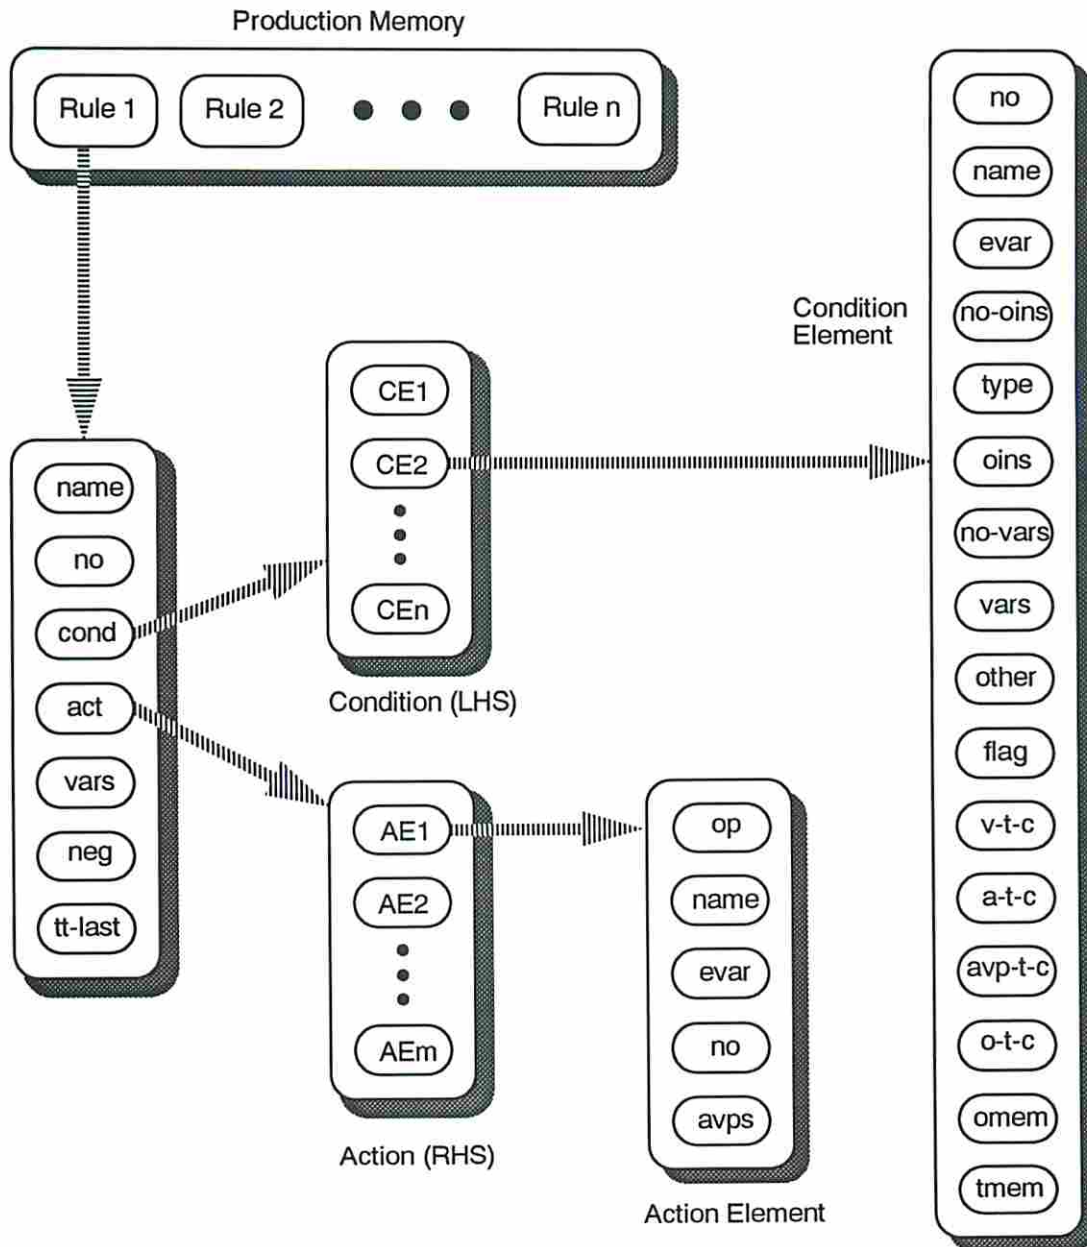 Production Memory
Rule 1
Rule 2
Rule n
name
no
cond
act
vars
neg
tt-last
CE1
CE2
CEn
Condition (LHS)
AE1
AE2
AEm
Action (RHS)
op
name
evar
no
avps
Action Element
Condition
Element
no
name
evar
no-oins
type
oins
no-vars
vars
other
flag
v-t-c
a-t-c
avp-t-c
o-t-c
omem
tmem